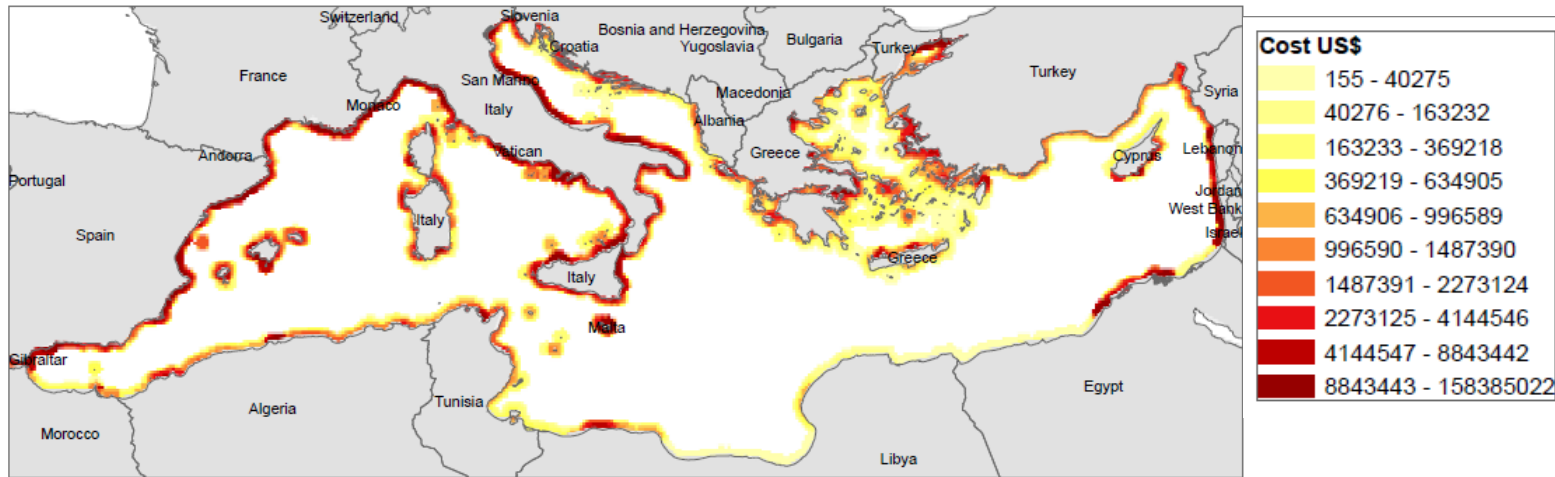 Switzerland
Slovenia
Bosnia and Herzegovina
Croatia
Yugoslavia
Bulgaria
Turkey
France
San Marino
Turkey
Macedonia
Syria
Monaco
Italy
Albania
Andorra
Vatican
Greece
Cyprus
Lebanon
Portugal
Jordan
West Bank
Spain
Italy
Israel
Greece
Italy
Malta
Gibraltar
Egypt
Algeria
Tunisia
Morocco
Libya
Cost US$
155 - 40275
40276 - 163232
163233 - 369218
369219 - 634905
634906 - 996589
996590 - 1487390
1487391 - 2273124
2273125 - 4144546
4144547 - 8843442
8843443 - 158385022